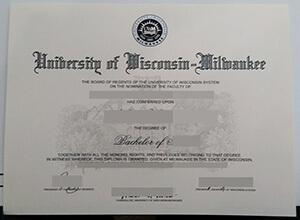 University of Wisconsin-Milwaukee
THE BOARD OF REGENTS OF THE UNIVERSITY OF WISCONSIN SYSTEM
ON THE NOMINATION OF THE FACULTY OF
HAS CONFERRED UPON
THE DEGREE OF
Bachelor of
TOGETHER WITH ALL THE HONORS, RIGHTS, AND PRIVILEGES BELONGING TO THAT DEGREE
IN WITNESS WHEREOF, THIS DIPLOMA IS GRANTED, GIVEN AT MILWAUKEE IN THE STATE OF WISCONSIN,